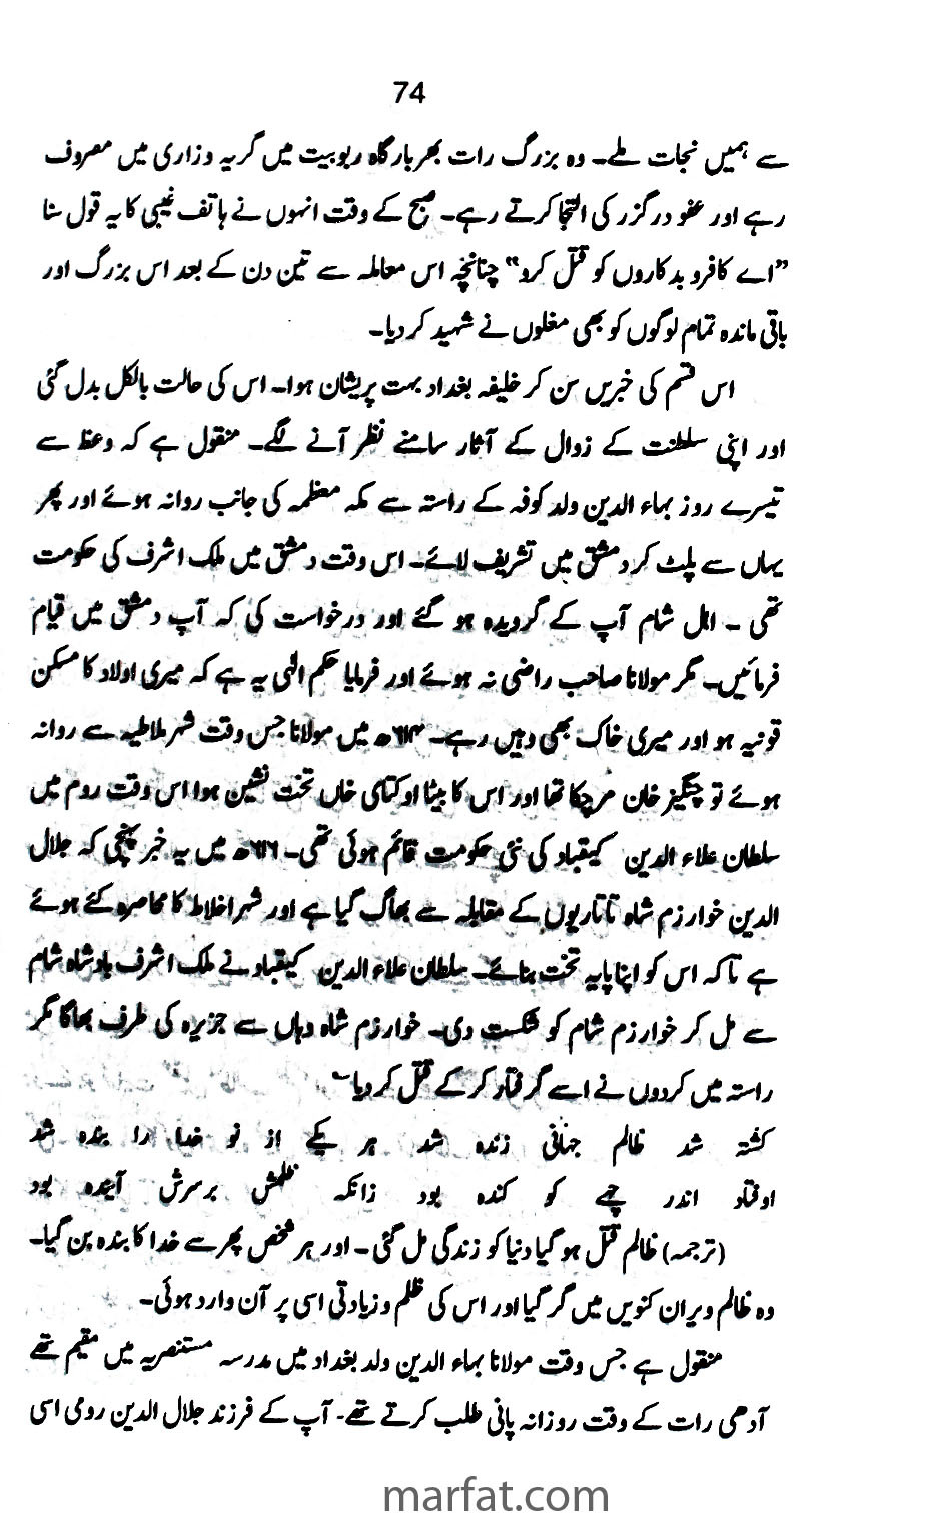 74
سے ہمیں نجات ملے۔ وہ بزرگ رات بھر بارگاہ ربوبیت میں گریہ وزاری میں مصروف
رہے اور عفو درگزر کی التجا کرتے رہے۔ صبح کے وقت انہوں نے ہاتف غیبی کا یہ قول سنا
”اے کافرو بدکاروں کو قتل کرو“ چنانچہ اس معاملہ سے تین دن کے بعد اس بزرگ اور
باقی ماندہ تمام لوگوں کو بھی مغلوں نے شہید کر دیا۔
اس قسم کی خبریں سن کر خلیفہ بغداد بہت پریشان ہوا۔ اس کی حالت بالکل بدل گئی
اور اپنی سلطنت کے زوال کے آثار سامنے نظر آنے لگے۔ منقول ہے کہ وعظ سے
تیسرے روز بہاء الدین ولد کوفہ کے راستہ سے مکہ معظمہ کی جانب روانہ ہوئے اور پھر
یہاں سے پلٹ کر دمشق میں تشریف لائے۔ اس وقت دمشق میں ملک اشرف کی حکومت
تھی ۔ اہل شام آپ کے گرویدہ ہو گئے اور درخواست کی کہ آپ دمشق میں قیام
فرمائیں۔ مگر مولانا صاحب راضی نہ ہوئے اور فرمایا حکم الٰہی یہ ہے کہ میری اولاد کا مسکن
قونیہ ہو اور میری خاک بھی وہیں رہے۔ ۶۱۴ھ میں مولانا جس وقت شہر ملاطیہ سے روانہ
ہوئے تو چنگیز خان مرچکا تھا اور اس کا بیٹا اوکتای خاں تخت نشین ہوا اس وقت روم میں
سلطان علاء الدین کیقباد کی نئی حکومت قائم ہوئی تھی۔ ۶۱۶ھ میں یہ خبر پہنچی کہ جلال
الدین خوارزم شاہ تاتاریوں کے مقابلہ سے بھاگ گیا ہے اور شہر اخلاط کا محاصرہ کئے ہوئے
ہے تاکہ اس کو اپنا پایہ تخت بنائے۔ سلطان علاء الدین کیقباد نے ملک اشرف بادشاہ شام
سے مل کر خوارزم شام کو شکست دی۔ خوارزم شاہ وہاں سے جزیرہ کی طرف بھاگا مگر
راستہ میں کردوں نے اسے گرفتار کر کے قتل کر دیا۔
کشتہ شد ظالم جہانی زندہ شد ہر یکے از نو خدا را بندہ شد
اوفتاد اندر چہے کو کندہ بود زانکہ ظلمش بر سرش آیندہ بود
(ترجمہ) ظالم قتل ہو گیا دنیا کو زندگی مل گئی ۔ اور ہر شخص پھر سے خدا کا بندہ بن گیا۔
وہ ظالم ویران کنویں میں گر گیا اور اس کی ظلم و زیادتی اسی پر آن وارد ہوئی۔
منقول ہے جس وقت مولانا بہاء الدین ولد بغداد میں مدرسہ مستنصریہ میں مقیم تھے
آدھی رات کے وقت روزانہ پانی طلب کرتے تھے۔ آپ کے فرزند جلال الدین رومی اسی
marfat.com